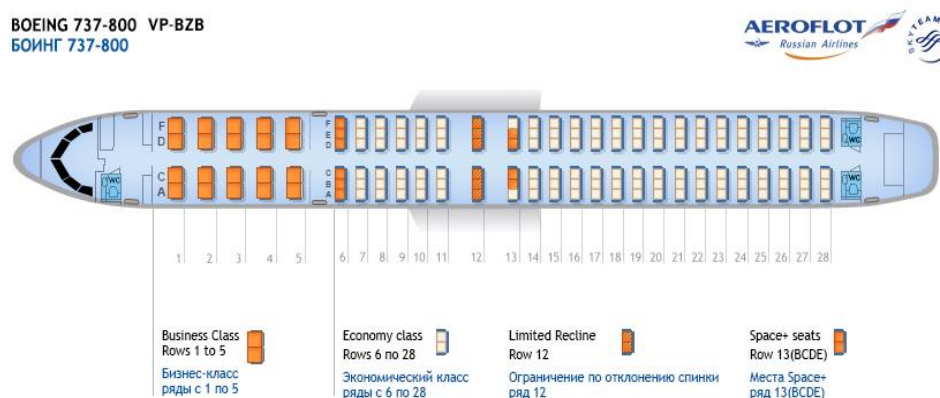 BOEING 737-800 VP-BZB
БОИНГ 737-800
AEROFLOT
Russian Airlines
SKYTEAM
F
D
F
E
D
WC
C
A
C
B
A
WC
WC
1 2 3 4 5 6 7 8 9 10 11 12 13 14 15 16 17 18 19 20 21 22 23 24 25 26 27 28
Business Class
Rows 1 to 5
Бизнес-класс
ряды с 1 по 5
Economy class
Rows 6 по 28
Экономический класс
ряды с 6 по 28
Limited Recline
Row 12
Ограничение по отклонению спинки
ряд 12
Space+ seats
Row 13(BCDE)
Места Space+
ряд 13(BCDE)